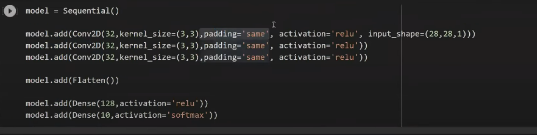 model = Sequential()
model.add(Conv2D(32,kernel_size=(3,3),padding='same', activation='relu', input_shape=(28,28,1)))
model.add(Conv2D(32,kernel_size=(3,3),padding='same', activation='relu'))
model.add(Conv2D(32,kernel_size=(3,3),padding='same', activation='relu'))
model.add(Flatten())
model.add(Dense(128,activation='relu'))
model.add(Dense(10,activation='softmax'))